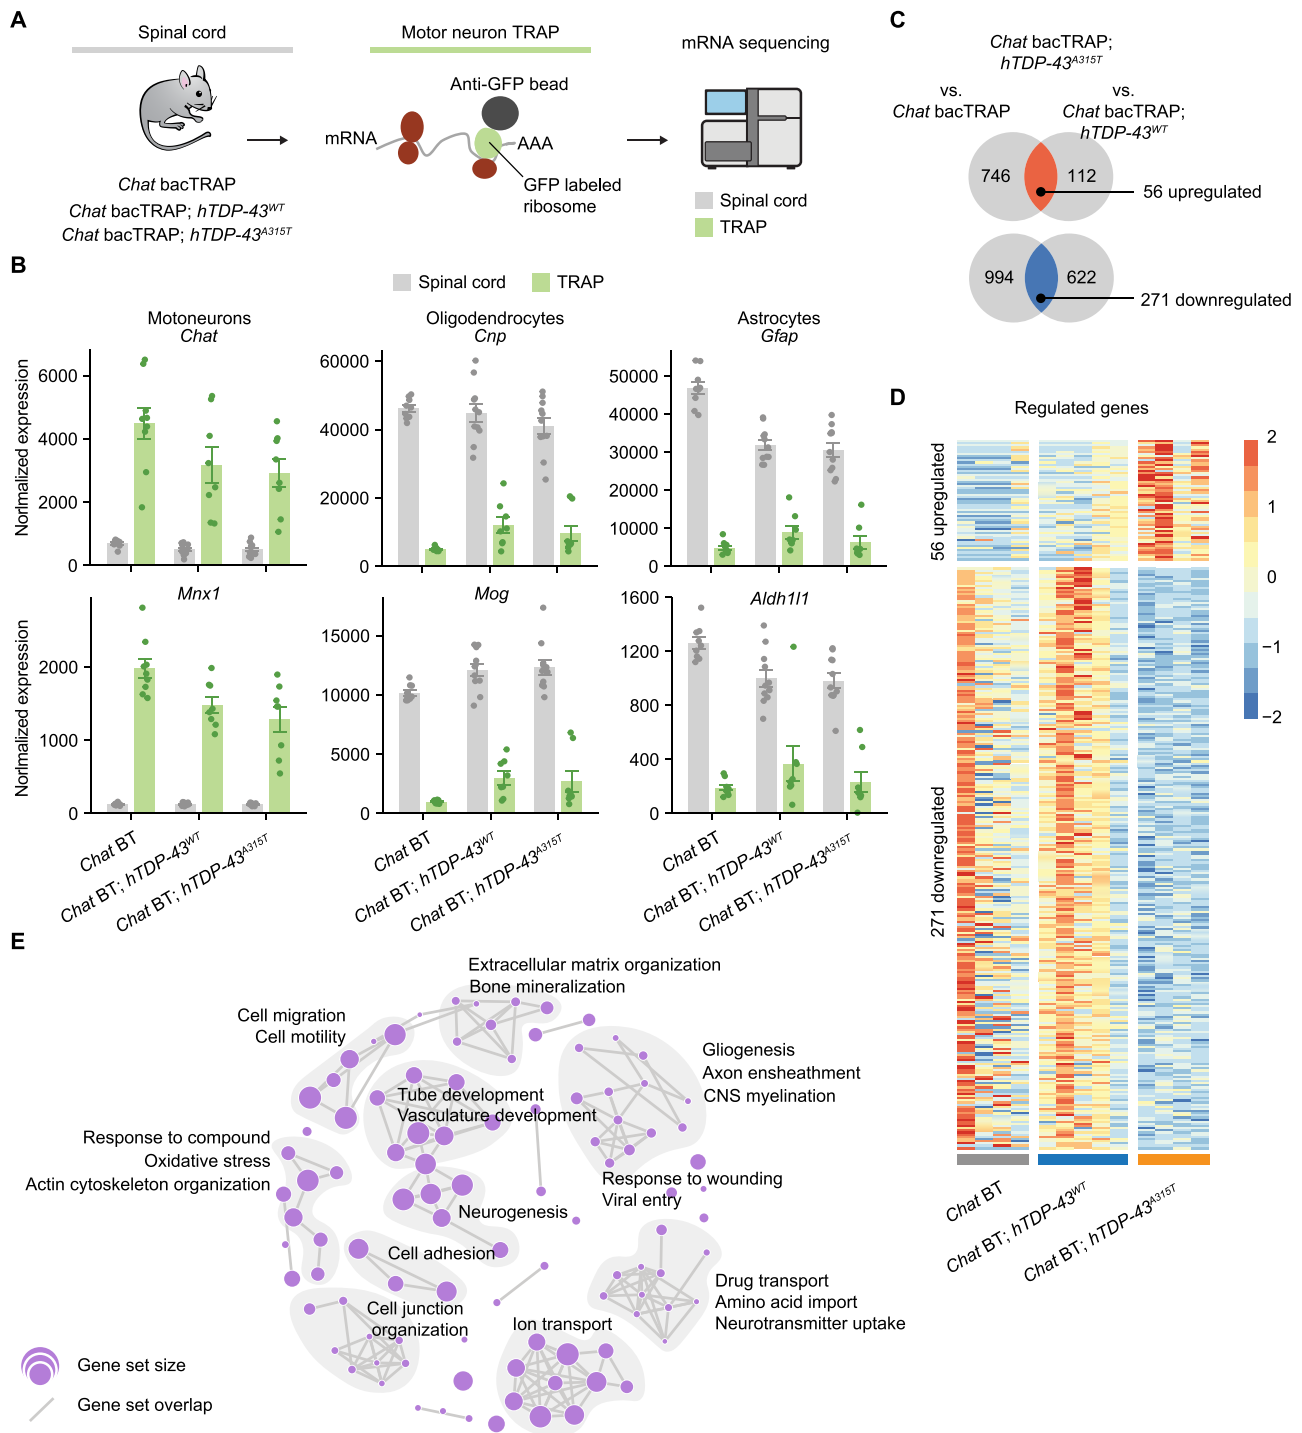 A
Spinal cord
Motor neuron TRAP
mRNA sequencing
Anti-GFP bead
mRNA
AAA
GFP labeled
ribosome
Chat bacTRAP
Chat bacTRAP; hTDP-43WT
Chat bacTRAP; hTDP-43A315T
Spinal cord
TRAP
C
Chat bacTRAP;
hTDP-43A315T
vs.
Chat bacTRAP
vs.
Chat bacTRAP;
hTDP-43WT
746
112
56 upregulated
994
622
271 downregulated
B
Spinal cord
TRAP
Motoneurons
Chat
Norlmalized expression
6000
4000
2000
0
Oligodendrocytes
Cnp
60000
40000
20000
0
Astrocytes
Gfap
50000
40000
30000
20000
10000
0
Mnx1
Norlmalized expression
2000
1000
0
Chat BT
Chat BT; hTDP-43WT
Chat BT; hTDP-43A315T
Mog
15000
10000
5000
0
Chat BT
Chat BT; hTDP-43WT
Chat BT; hTDP-43A315T
Aldh1l1
1600
1200
800
400
0
Chat BT
Chat BT; hTDP-43WT
Chat BT; hTDP-43A315T
D
Regulated genes
56 upregulated
271 downregulated
2
1
0
−1
−2
Chat BT
Chat BT; hTDP-43WT
Chat BT; hTDP-43A315T
E
Extracellular matrix organization
Bone mineralization
Cell migration
Cell motility
Gliogenesis
Axon ensheathment
CNS myelination
Tube development
Vasculature development
Response to compound
Oxidative stress
Actin cytoskeleton organization
Response to wounding
Viral entry
Neurogenesis
Cell adhesion
Drug transport
Amino acid import
Neurotransmitter uptake
Cell junction
organization
Ion transport
Gene set size
Gene set overlap